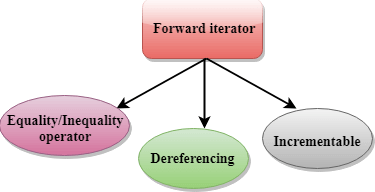 Forward iterator
Equality/Inequality
operator
Dereferencing
Incrementable